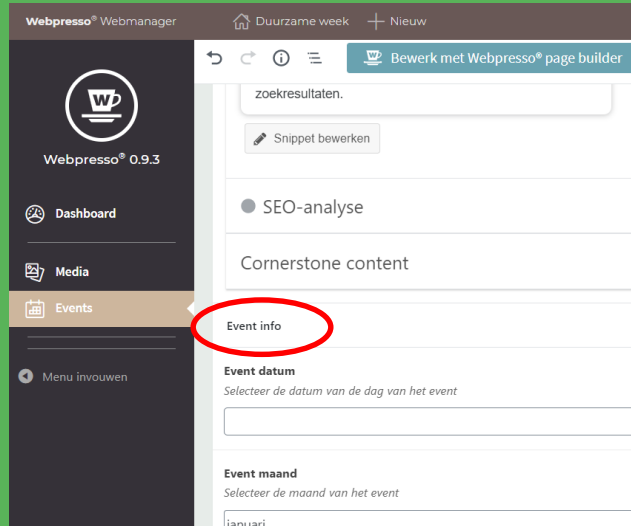 Webpresso® Webmanager
Duurzame week
Nieuw
Bewerk met Webpresso® page builder
W
Webpresso® 0.9.3
Dashboard
Media
Events
Menu invouwen
zoekresultaten.
Snippet bewerken
SEO-analyse
Cornerstone content
Event info
Event datum
Selecteer de datum van de dag van het event
Event maand
Selecteer de maand van het event
januari